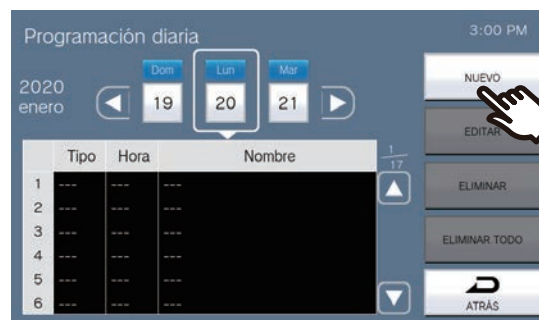 Programación diaria
3:00 PM
2020
enero
Dom
19
Lun
20
Mar
21
Tipo Hora Nombre
1
17
1 --- --- ---
2 --- --- ---
3 --- --- ---
4 --- --- ---
5 --- --- ---
6 --- --- ---
NUEVO
EDITAR
ELIMINAR
ELIMINAR TODO
ATRÁS